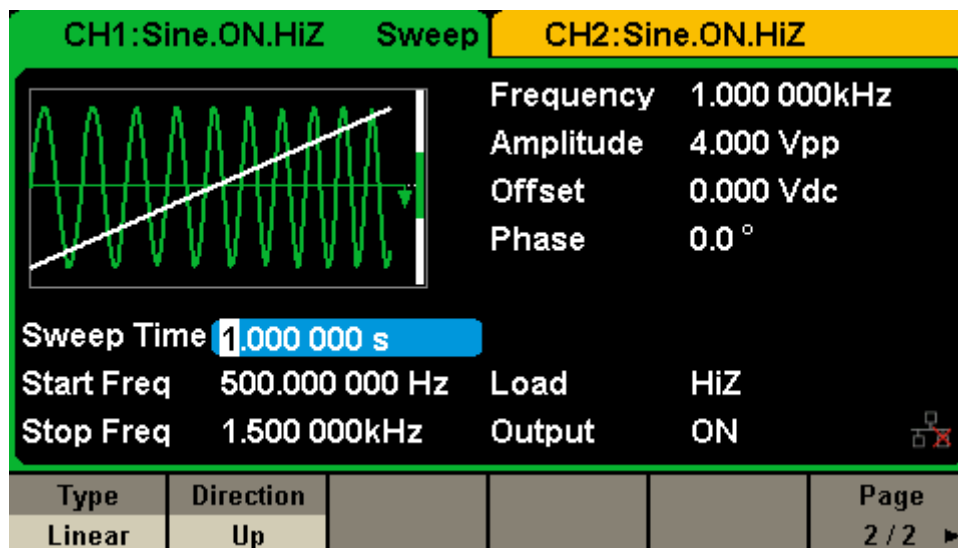 CH1:Sine.ON.HiZ Sweep CH2:Sine.ON.HiZ
Frequency 1.000 000kHz
Amplitude 4.000 Vpp
Offset 0.000 Vdc
Phase 0.0 °
Sweep Time 1.000 000 s
Start Freq 500.000 000 Hz Load HiZ
Stop Freq 1.500 000kHz Output ON
Type Direction Page
Linear Up 2 / 2 ►